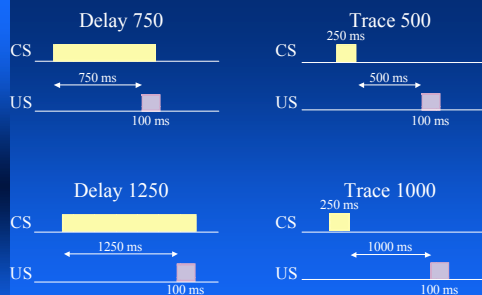 Delay 750
CS
750 ms
US
100 ms
Trace 500
250 ms
CS
500 ms
US
100 ms
Delay 1250
CS
1250 ms
US
100 ms
Trace 1000
250 ms
CS
1000 ms
US
100 ms